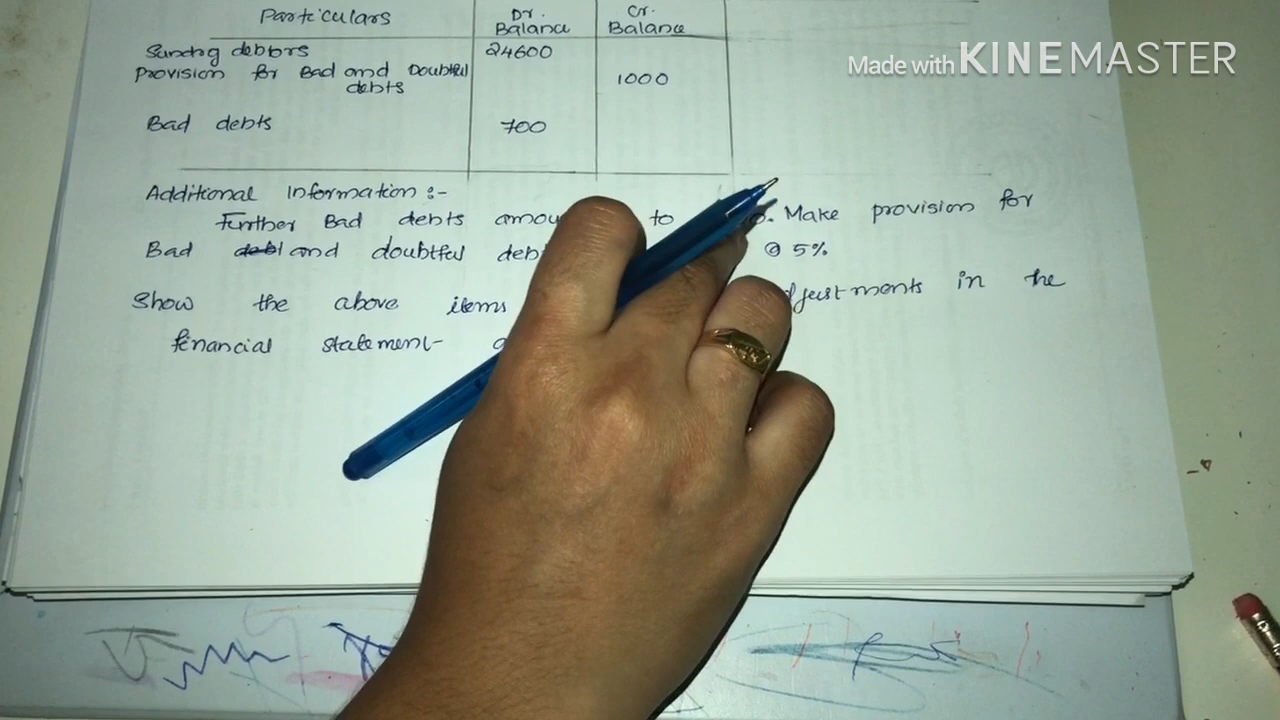 Particulars Dr. Balance Cr. Balance
Sundry debtors 24600
Provision for Bad and Doubtful debts 1000
Bad debts 700
Additional Information :-
Further Bad debts to Make provision for
Bad and doubtful @ 5%
Show the above items in the
financial statement
Made with KINEMASTER